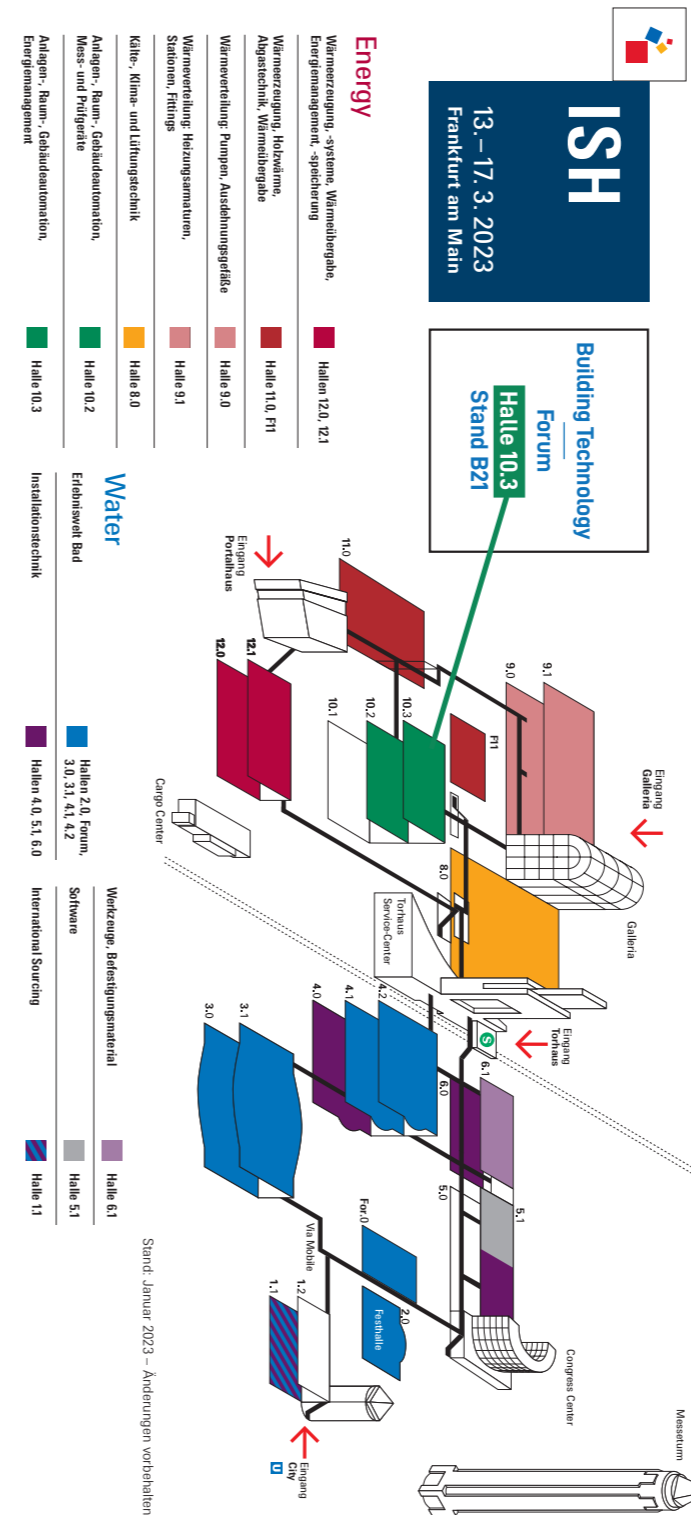 ISH
13.–17. 3. 2023
Frankfurt am Main
Building Technology
Forum
Halle 10.3
Stand B21
Energy
Wärmeerzeugung, -systeme, Wärmeübergabe,
Energiemanagement, -speicherung
Hallen 12.0, 12.1
Wärmeerzeugung, Holzwärme,
Abgastechnik, Wärmeübergabe
Halle 11.0, F11
Wärmeverteilung: Pumpen, Ausdehnungsgefäße
Halle 9.0
Wärmeverteilung: Heizungsarmaturen,
Stationen, Fittings
Halle 9.1
Kälte-, Klima- und Lüftungstechnik
Halle 8.0
Anlagen-, Raum-, Gebäudeautomation,
Mess- und Prüfgeräte
Halle 10.2
Anlagen-, Raum-, Gebäudeautomation,
Energiemanagement
Halle 10.3
Water
Erlebniswelt Bad
Hallen 2.0, Forum,
3.0, 3.1, 4.1, 4.2
Installationstechnik
Hallen 4.0, 5.1, 6.0
Werkzeuge, Befestigungsmaterial
Halle 6.1
Software
Halle 5.1
International Sourcing
Halle 1.1
Eingang
Portalhaus
11.0
12.1
12.0
10.3
10.2
10.1
F11
9.1
9.0
Eingang
Galleria
Galleria
Cargo Center
8.0
Torhaus
Service-Center
Eingang
Torhaus
S
4.2
4.1
4.0
3.1
3.0
6.1
6.0
5.1
5.0
For.0
2.0
Festhalle
Via Mobile
1.2
1.1
Congress Center
Messeturm
Eingang
City
U
Stand: Januar 2023 – Änderungen vorbehalten